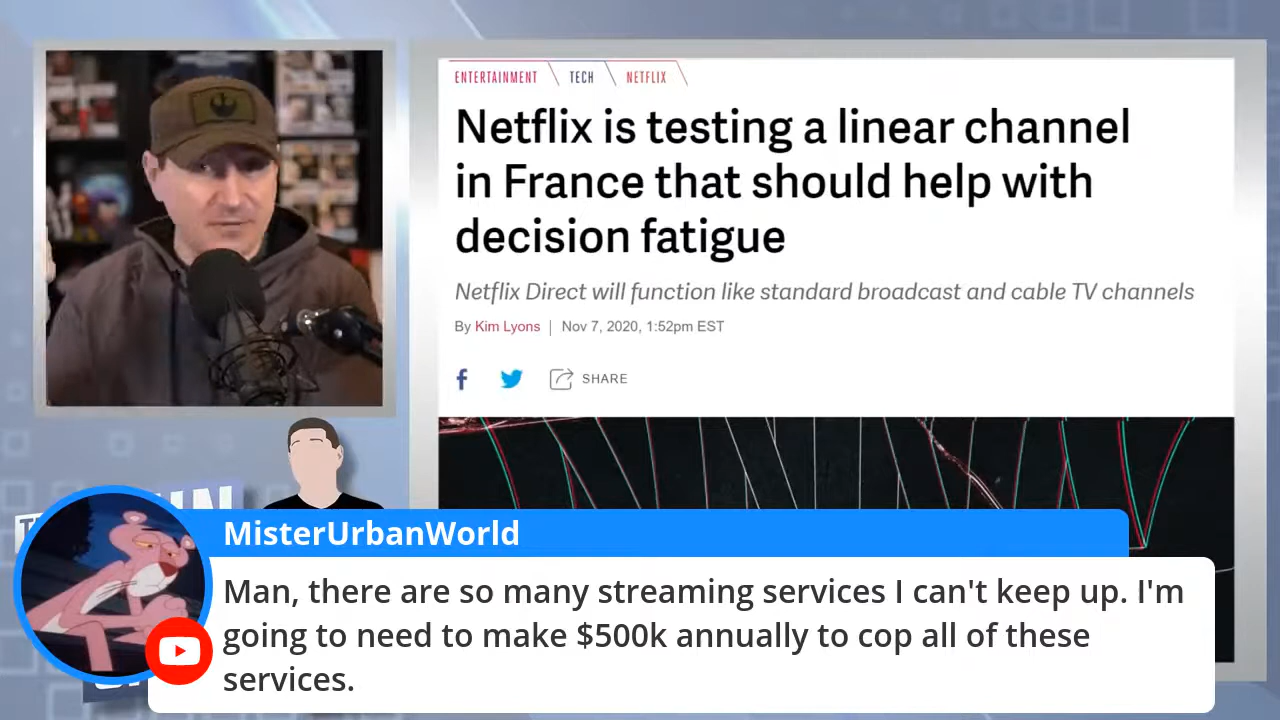 ENTERTAINMENT TECH NETFLIX
Netflix is testing a linear channel
in France that should help with
decision fatigue
Netflix Direct will function like standard broadcast and cable TV channels
By Kim Lyons | Nov 7, 2020, 1:52pm EST
SHARE
MisterUrbanWorld
Man, there are so many streaming services I can't keep up. I'm
going to need to make $500k annually to cop all of these
services.